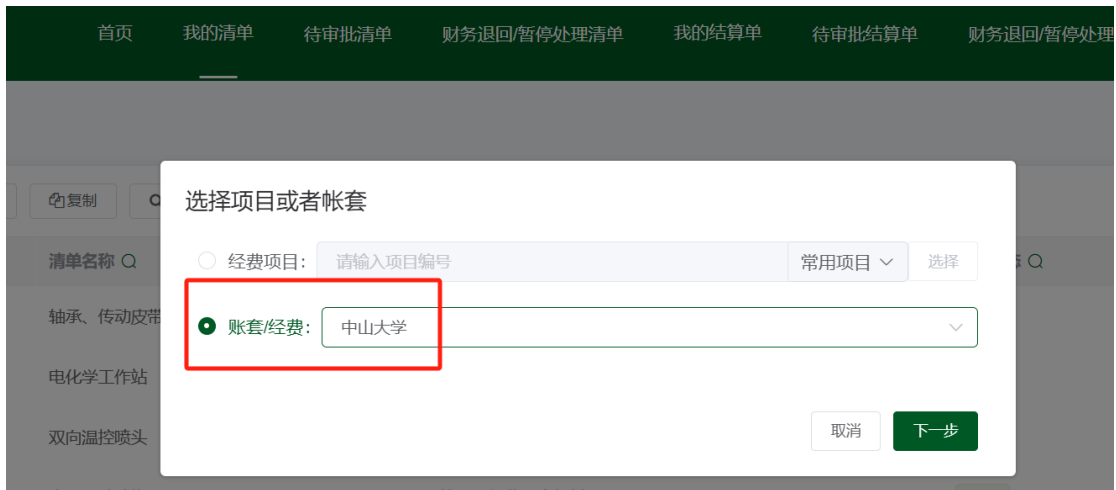 首页 我的清单 待审批清单 财务退回/暂停处理清单 我的结算单 待审批结算单 财务退回/暂停处理
复制
选择项目或者帐套
清单名称
经费项目： 请输入项目编号 常用项目 选择
轴承、传动皮带
账套/经费： 中山大学
电化学工作站
取消 下一步
双向温控喷头